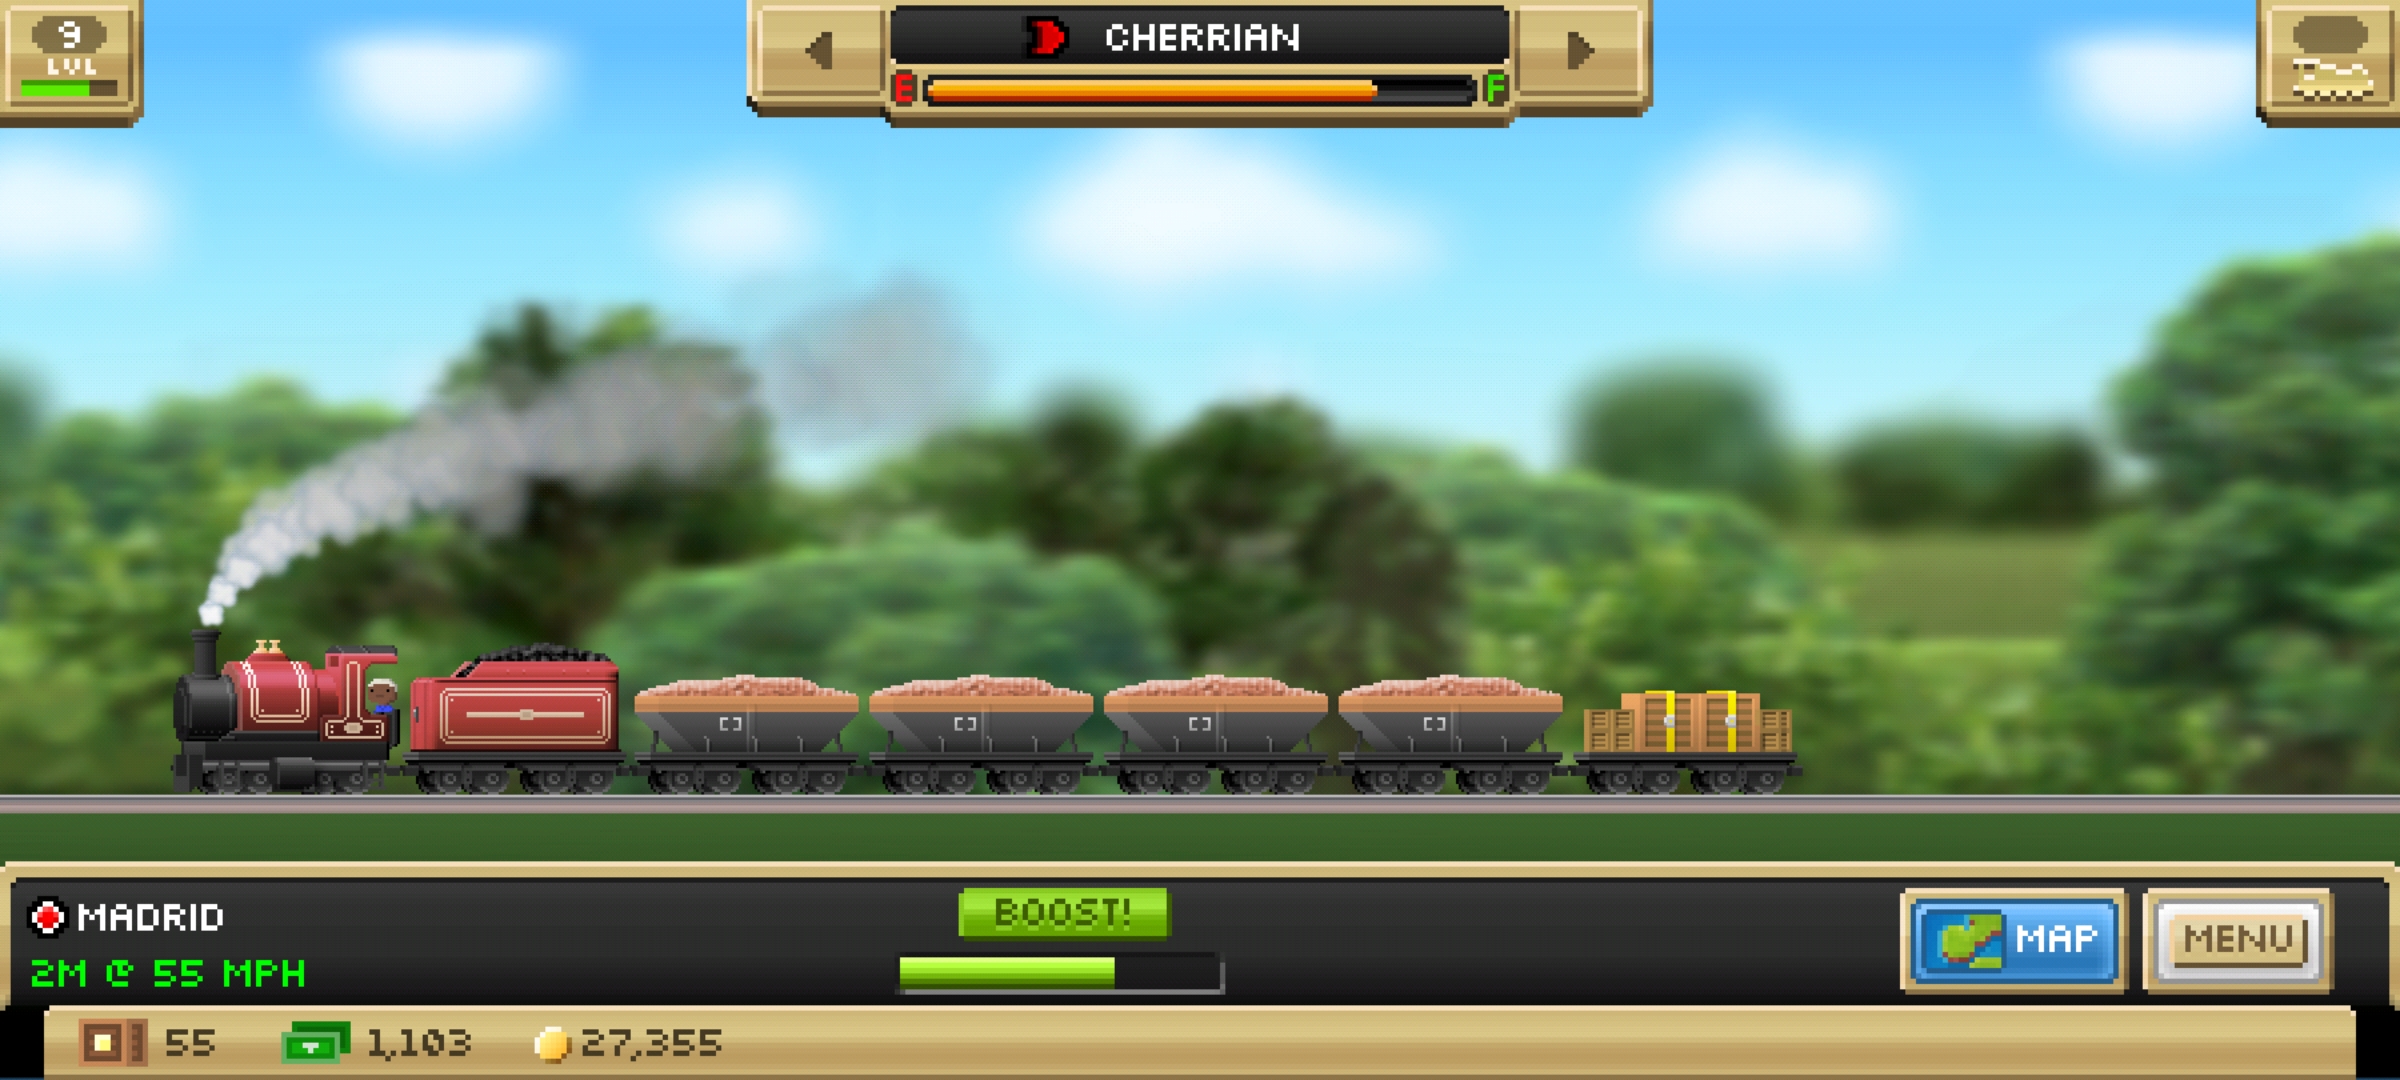 9
LVL
CHERRIAN
E F
MADRID
2M @ 55 MPH
BOOST!
MAP
MENU
55 1,103 27,355